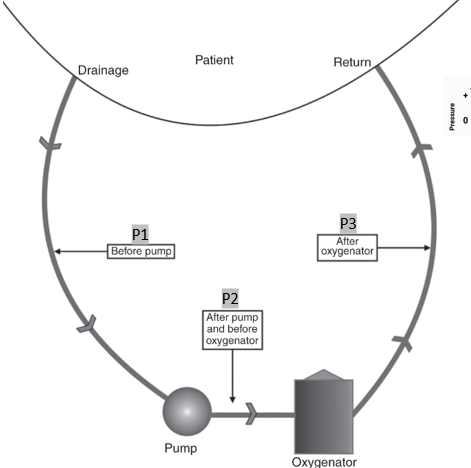 Patient
Drainage
Return
Pressure
+
0
P1
Before pump
P3
After
oxygenator
P2
After pump
and before
oxygenator
Pump
Oxygenator